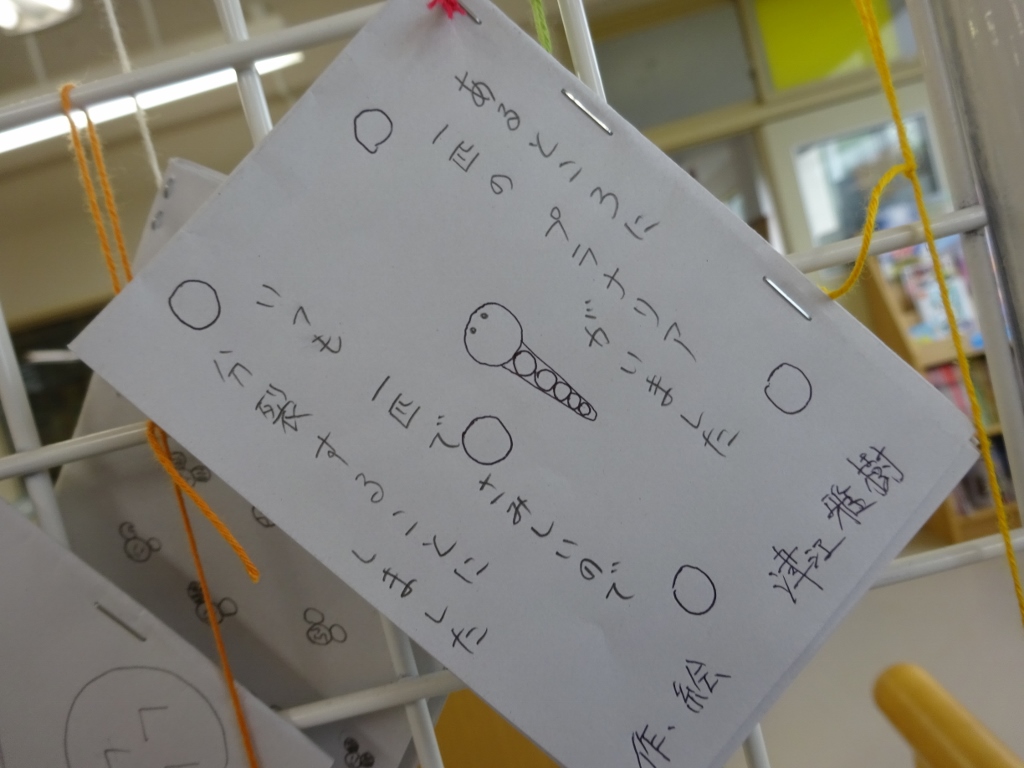 あるところに
一匹の プラナリア
がいました
いつも 一匹で さみしいので
分裂することに
しました
作、絵 津江雅樹